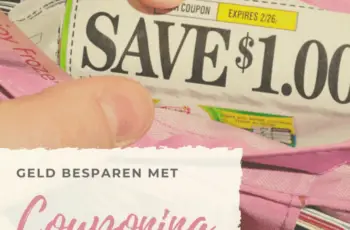 COUPON EXPIRES 2/26
SAVE $1.00
GELD BESPAREN MET
Couponing